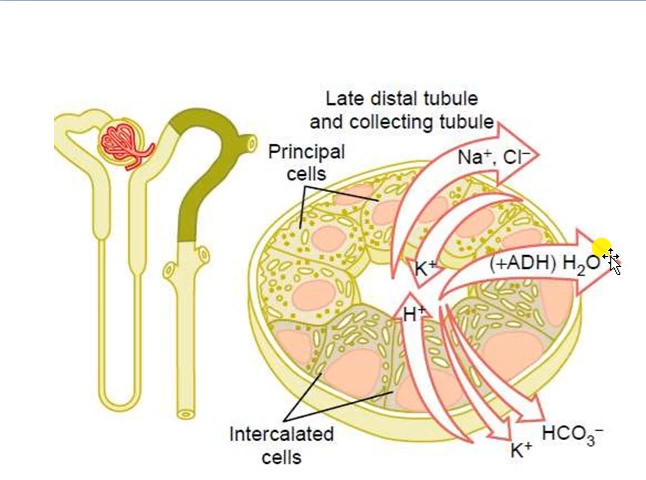 Late distal tubule
and collecting tubule
Principal
cells
Na⁺, Cl⁻
K⁺
(+ADH) H₂O
H⁺
Intercalated
cells
HCO₃⁻
K⁺